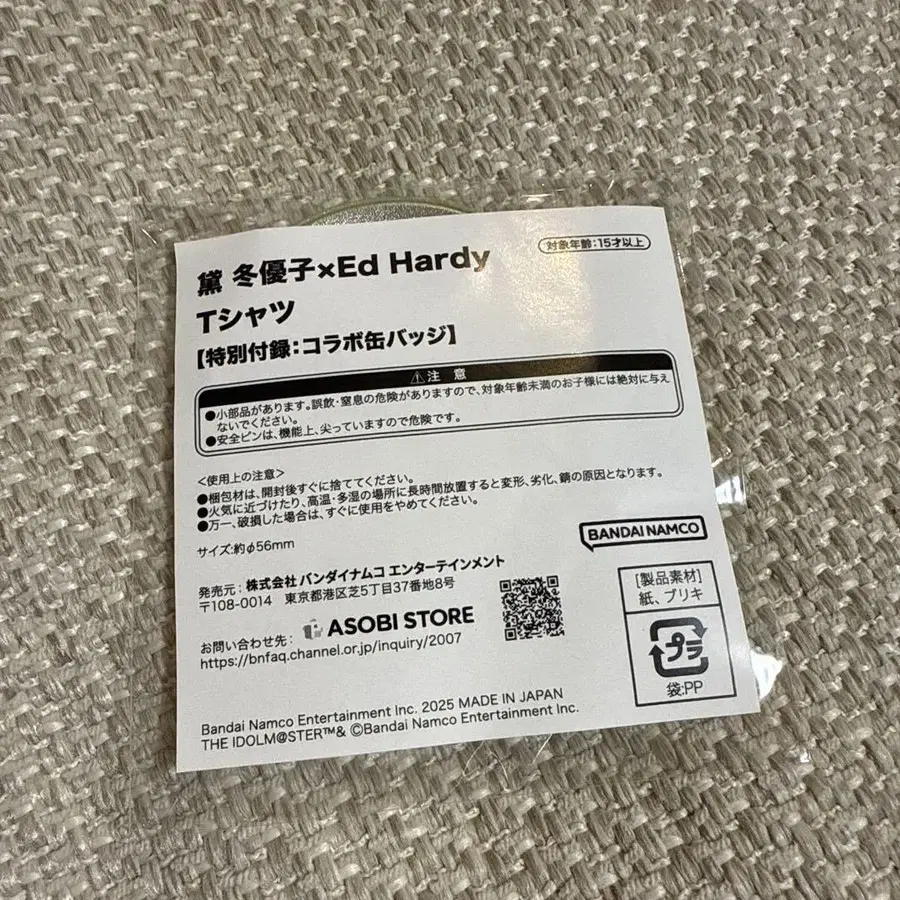 黛 冬優子×Ed Hardy
対象年齢:15才以上
Tシャツ
【特別付録:コラボ缶バッジ】
⚠注 意
●小部品があります。誤飲・窒息の危険がありますので、対象年齢未満のお子様には絶対に与え
ないでください。
●安全ピンは、機能上、尖っていますので危険です。
<使用上の注意>
●梱包材は、開封後すぐに捨ててください。
●火気に近づけたり、高温・多湿の場所に長時間放置すると変形、劣化、錆の原因となります。
●万一、破損した場合は、すぐに使用をやめてください。
サイズ:約φ56mm
BANDAI NAMCO
発売元: 株式会社 バンダイナムコ エンターテインメント
〒108-0014 東京都港区芝5丁目37番地8号
お問い合わせ先: ASOBI STORE
https://bnfaq.channel.or.jp/inquiry/2007
[製品素材]
紙、ブリキ
プラ
袋:PP
Bandai Namco Entertainment Inc. 2025 MADE IN JAPAN
THE IDOLM@STER™& ©Bandai Namco Entertainment Inc.